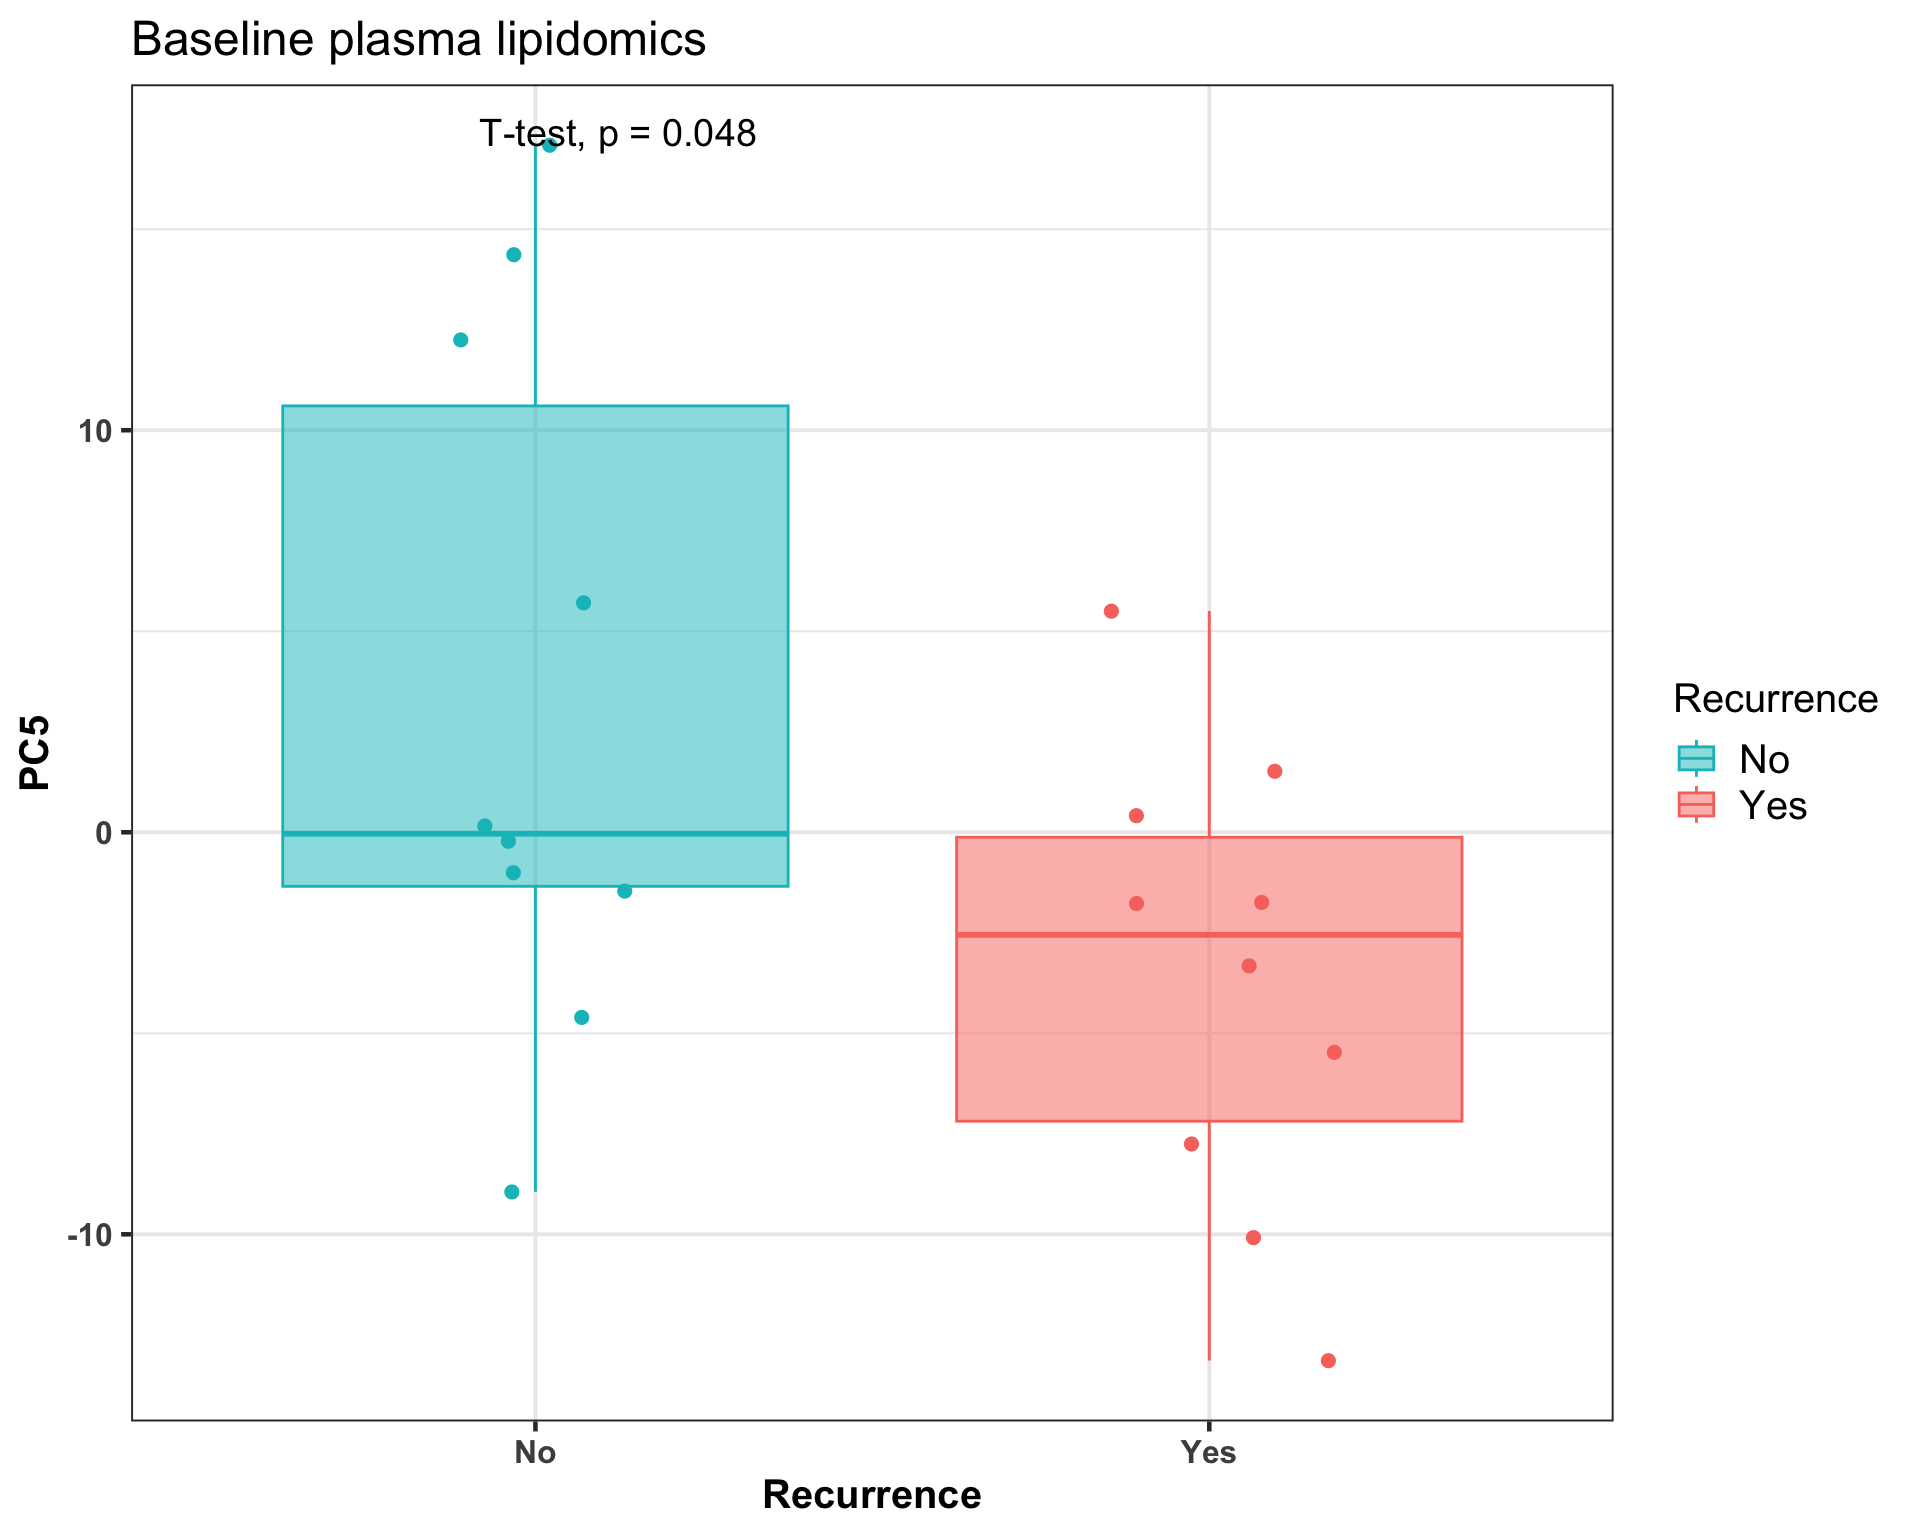 Baseline plasma lipidomics
T-test, p = 0.048
10
0
-10
PC5
No
Yes
Recurrence
Recurrence
No
Yes